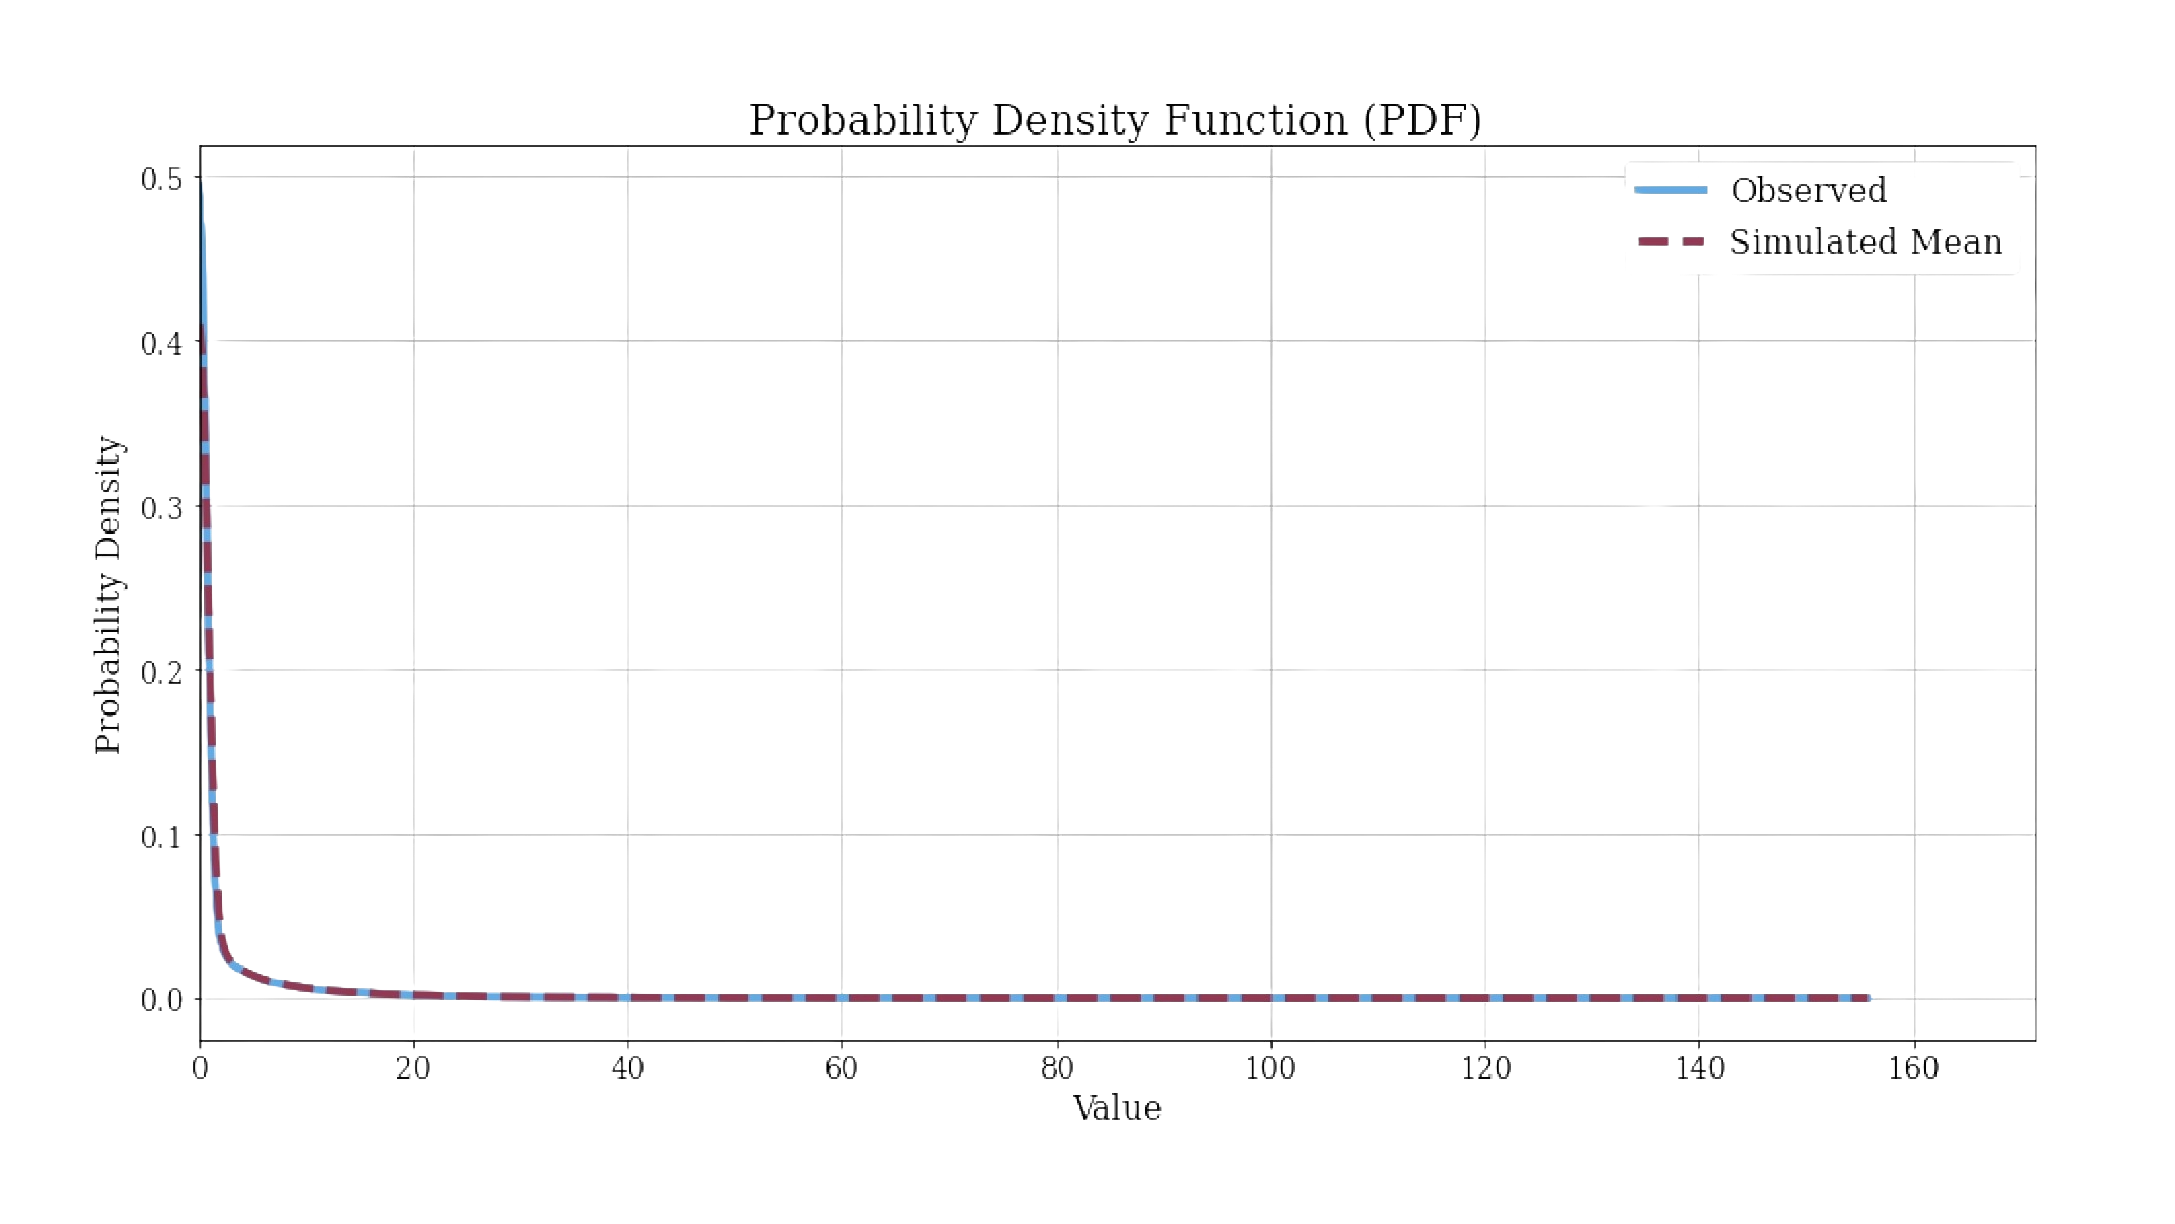 Probability Density Function (PDF)
Observed
Simulated Mean
Probability Density
0.5
0.4
0.3
0.2
0.1
0.0
0 20 40 60 80 100 120 140 160
Value